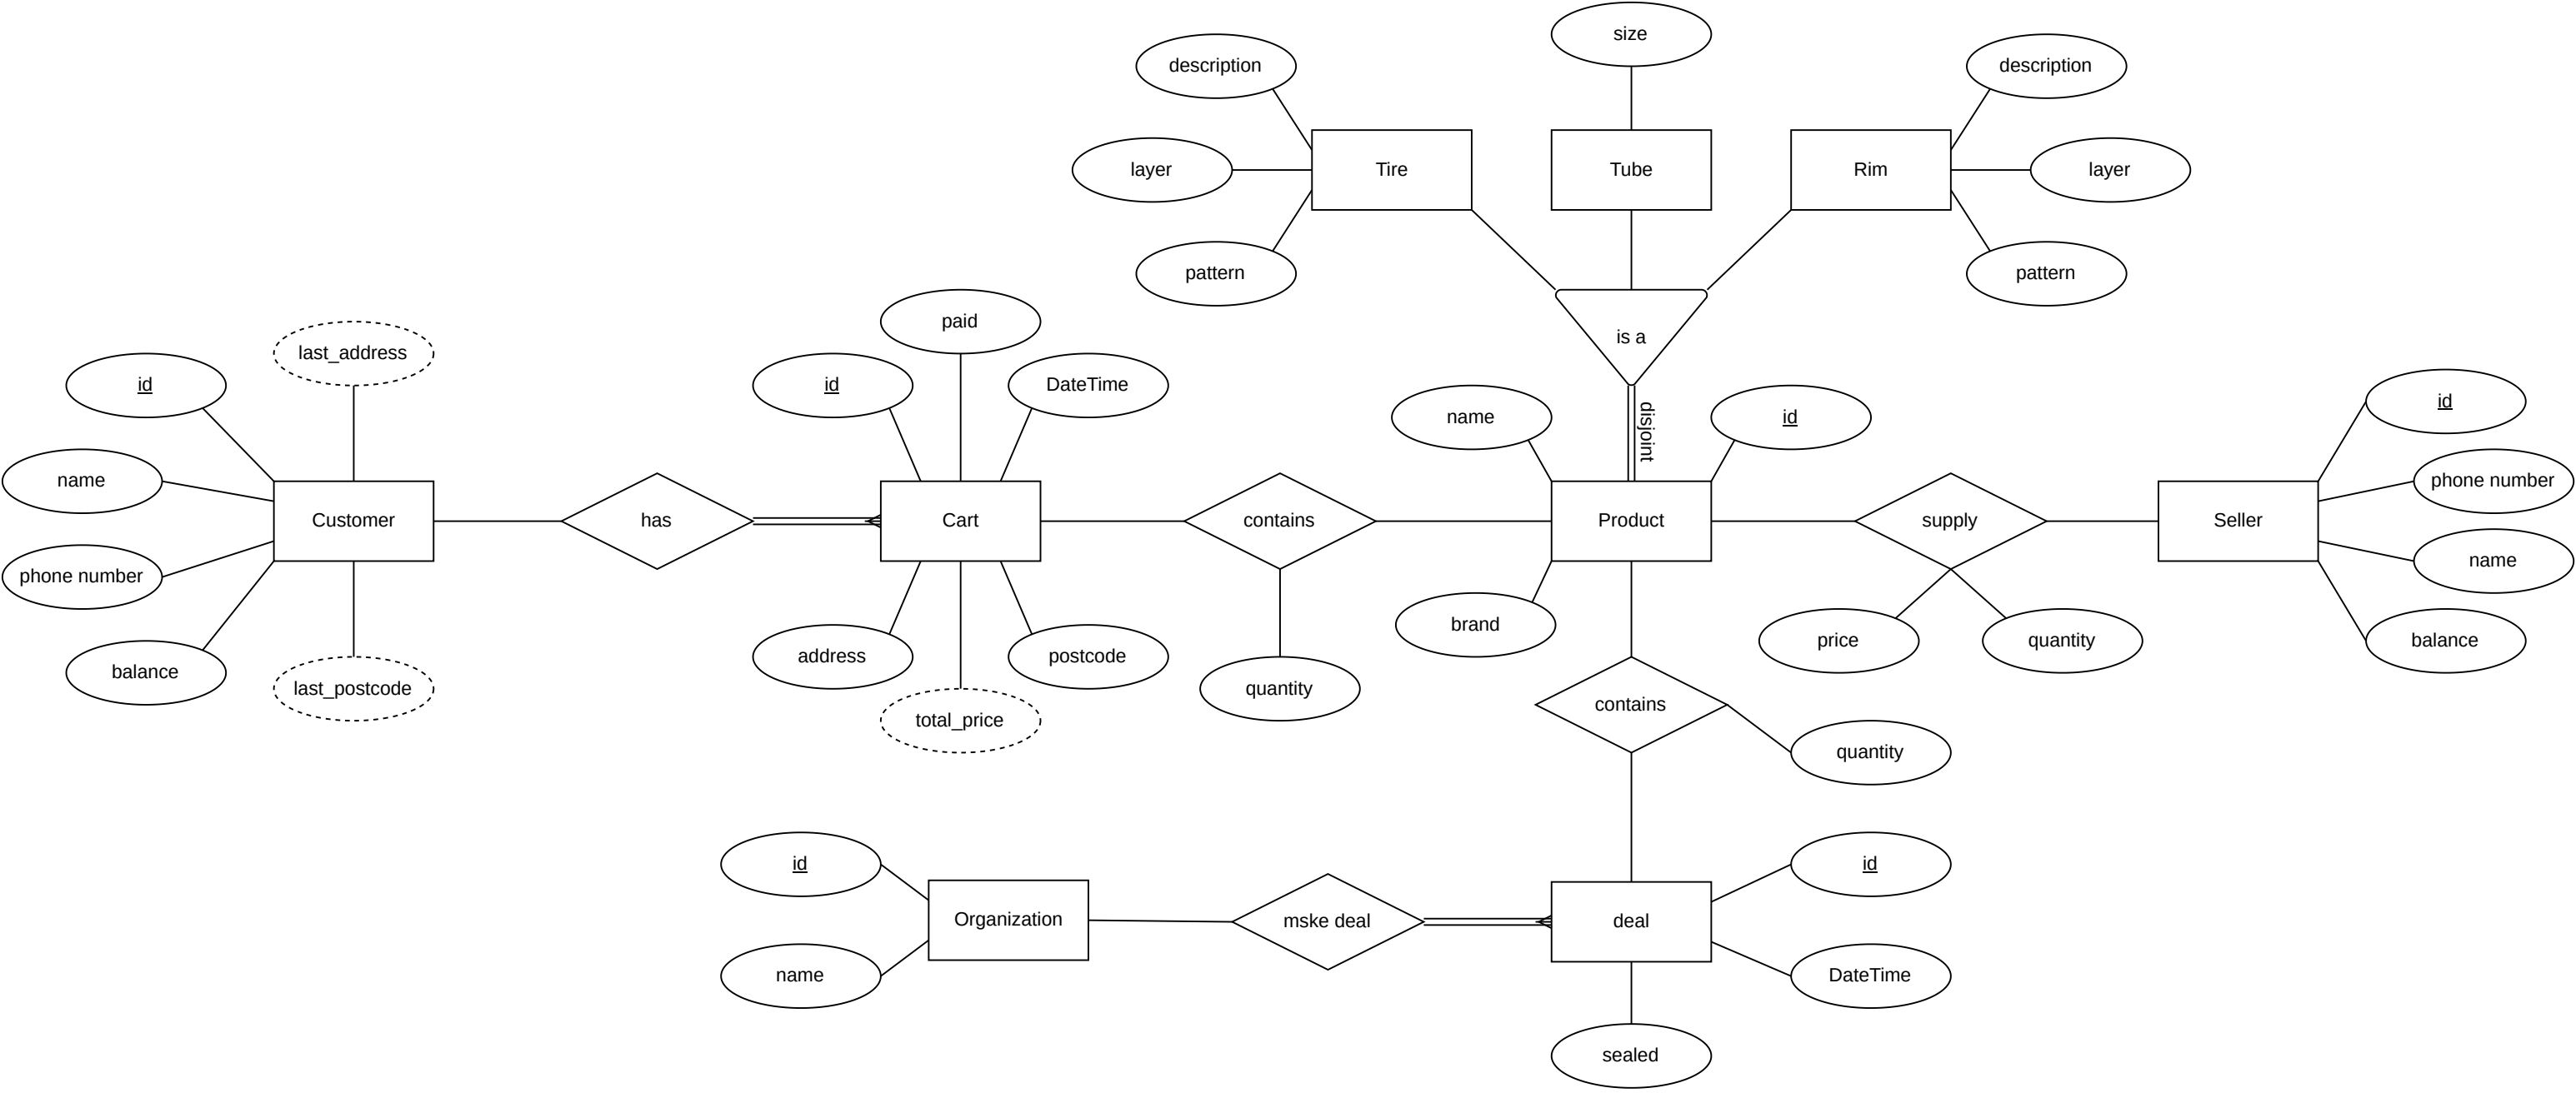 size
description
description
layer
Tire
Tube
Rim
layer
pattern
pattern
paid
is a
last_address
id
id
DateTime
name
disjoint
id
id
name
phone number
Customer
has
Cart
contains
Product
supply
Seller
phone number
name
balance
last_postcode
address
total_price
postcode
quantity
brand
price
quantity
balance
contains
quantity
id
name
Organization
mske deal
deal
id
DateTime
sealed